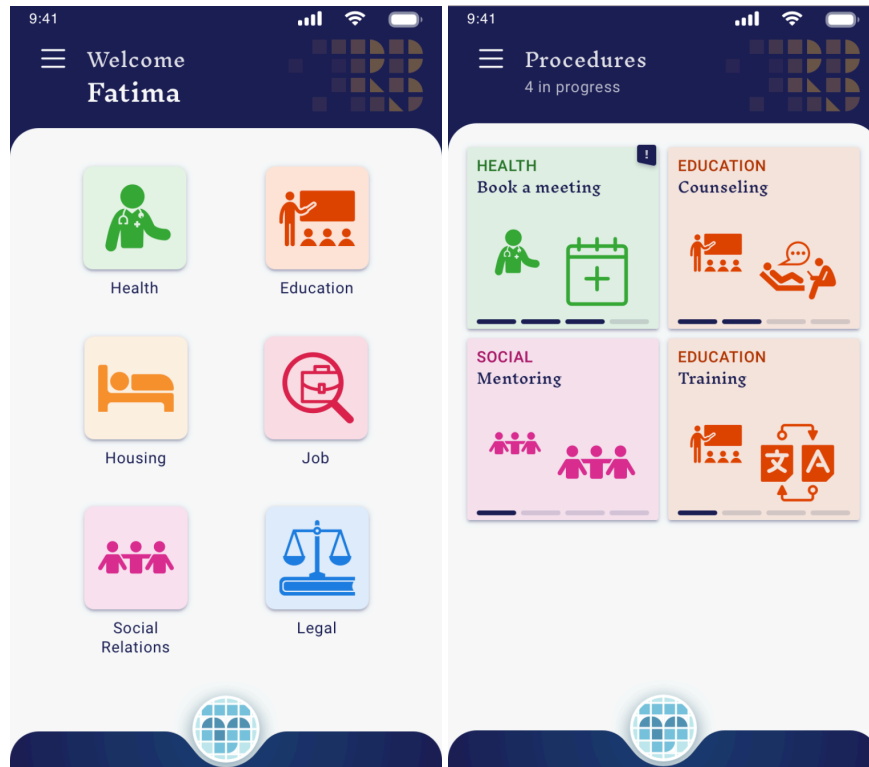 9:41
Welcome
Fatima
Health
Education
Housing
Job
Social
Relations
Legal
9:41
Procedures
4 in progress
HEALTH
!
Book a meeting
EDUCATION
Counseling
SOCIAL
Mentoring
EDUCATION
Training
文 A